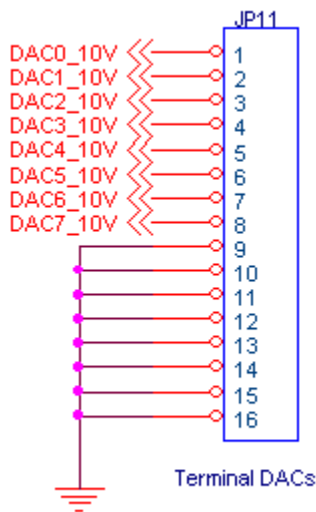 JP11
DAC0_10V 1
DAC1_10V 2
DAC2_10V 3
DAC3_10V 4
DAC4_10V 5
DAC5_10V 6
DAC6_10V 7
DAC7_10V 8
9
10
11
12
13
14
15
16
Terminal DACs